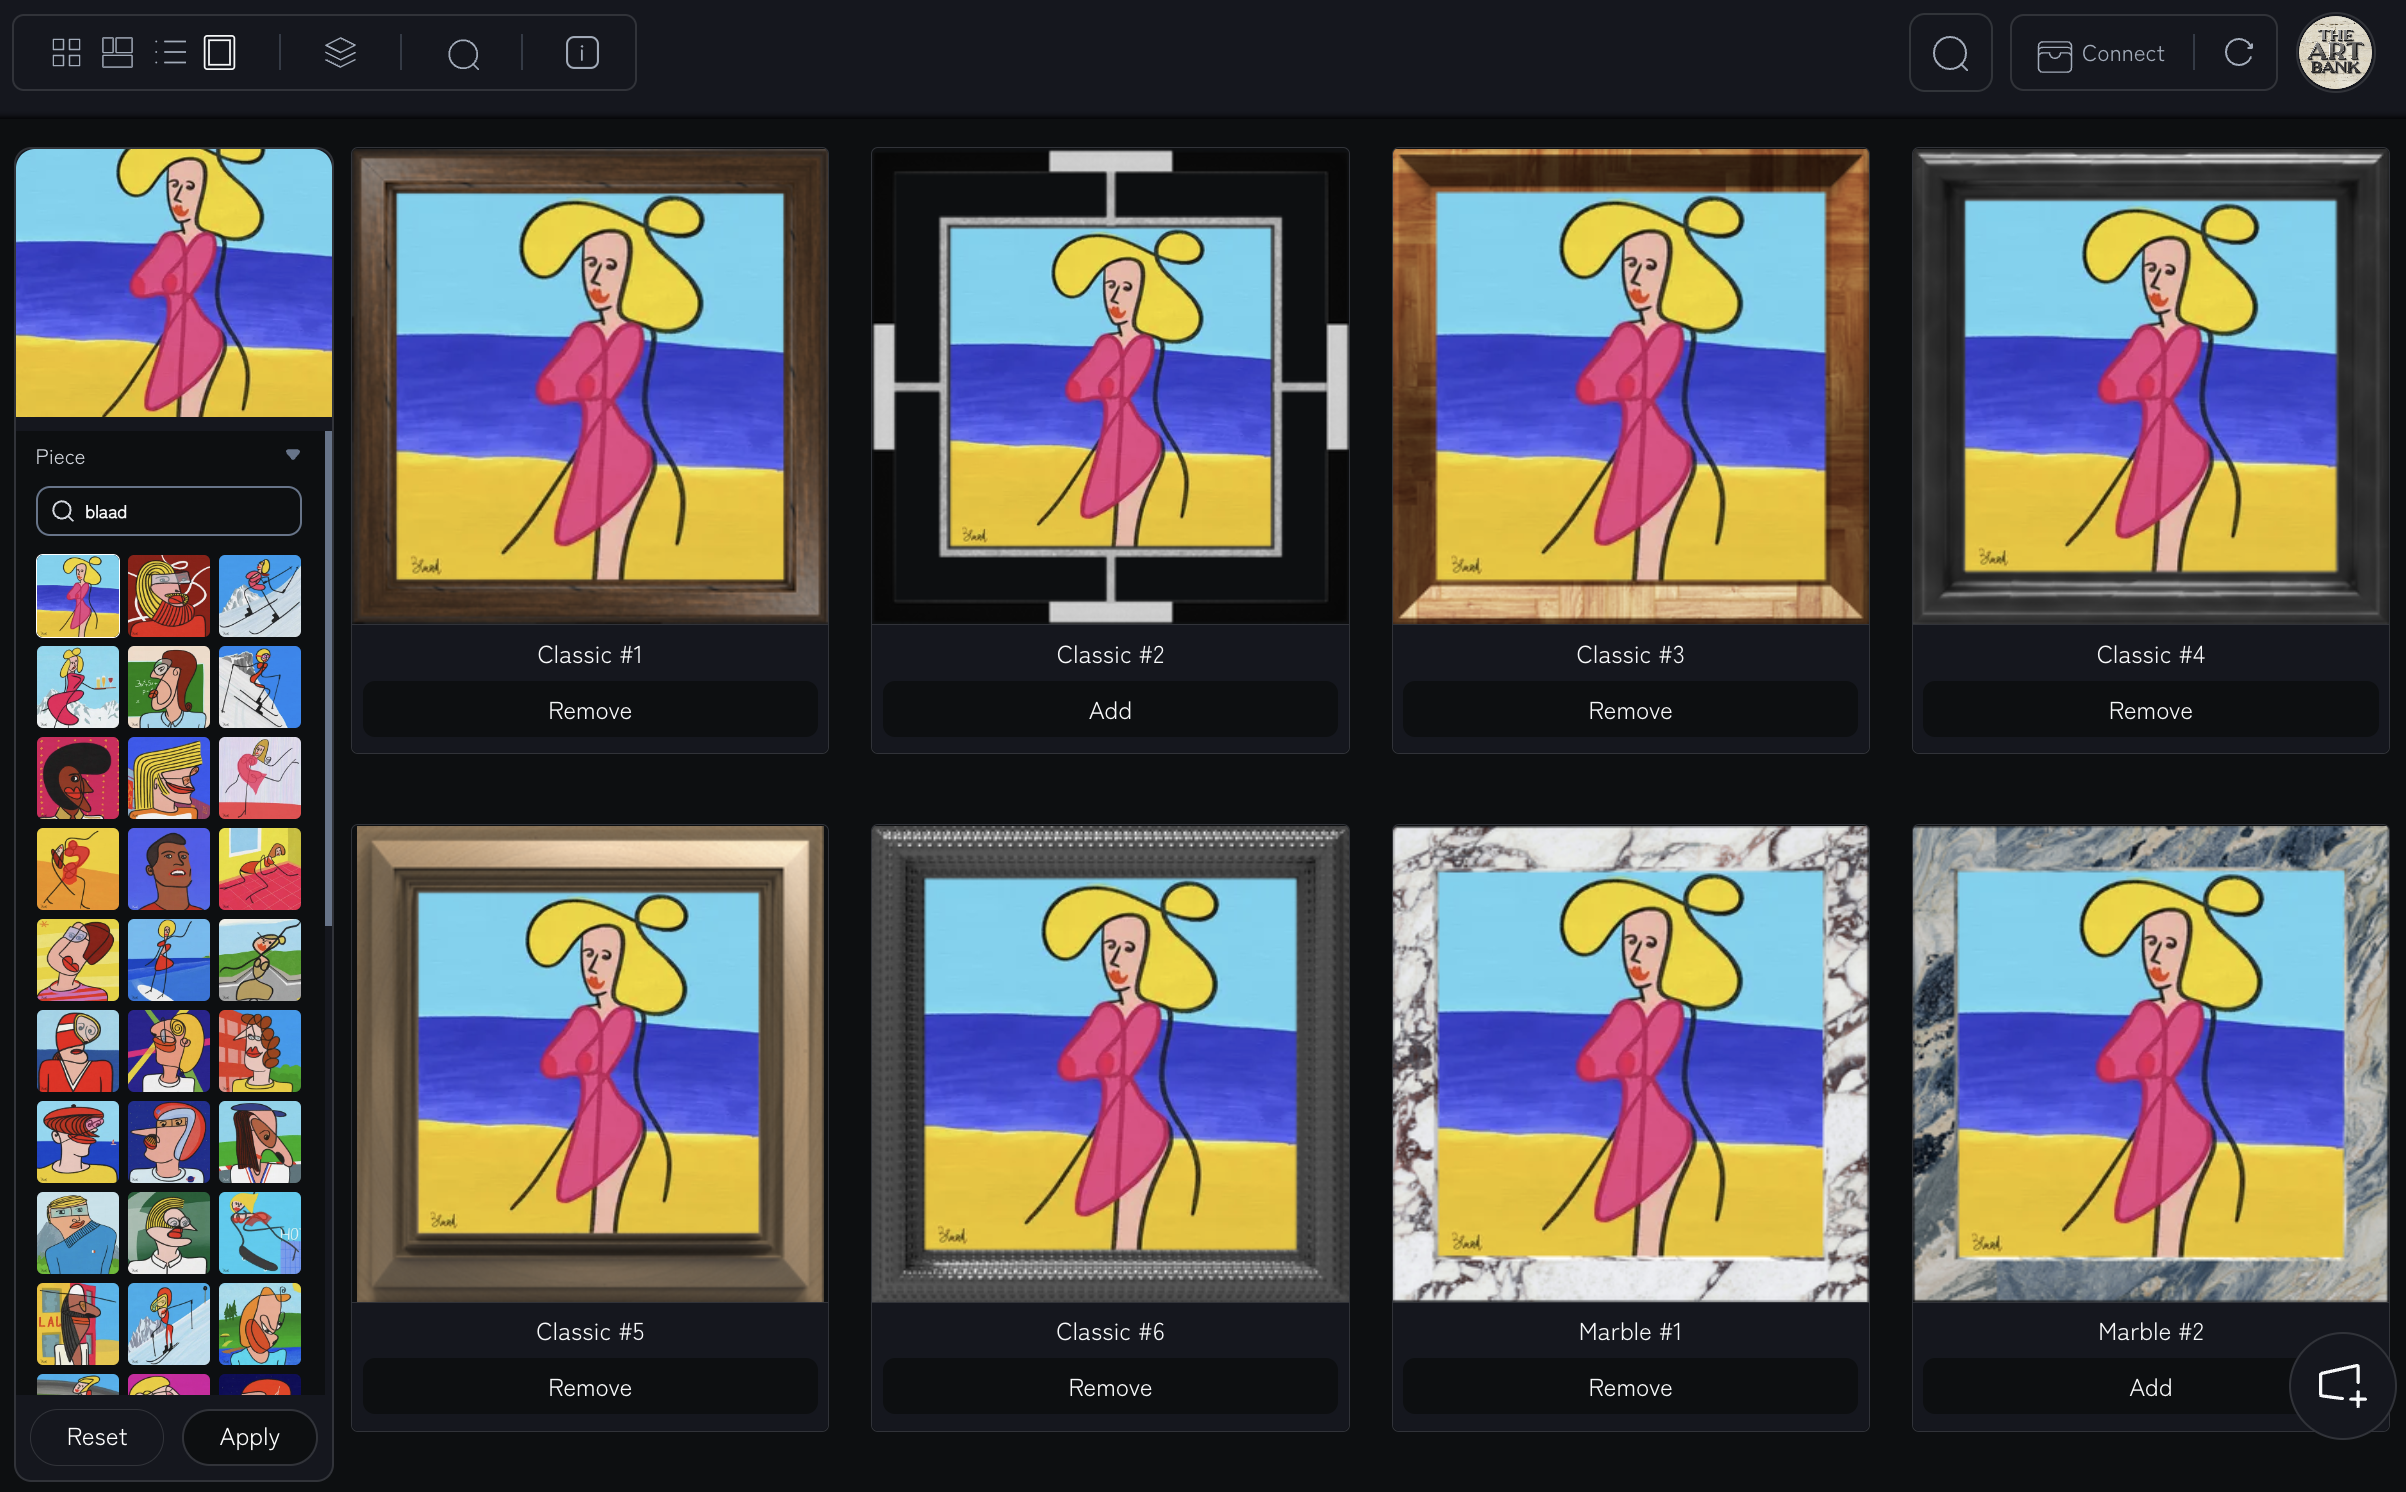 Connect
THE
ART
BANK
Piece
blaad
Classic #1
Remove
Classic #2
Add
Classic #3
Remove
Classic #4
Remove
Classic #5
Remove
Classic #6
Remove
Marble #1
Remove
Marble #2
Add
Reset
Apply